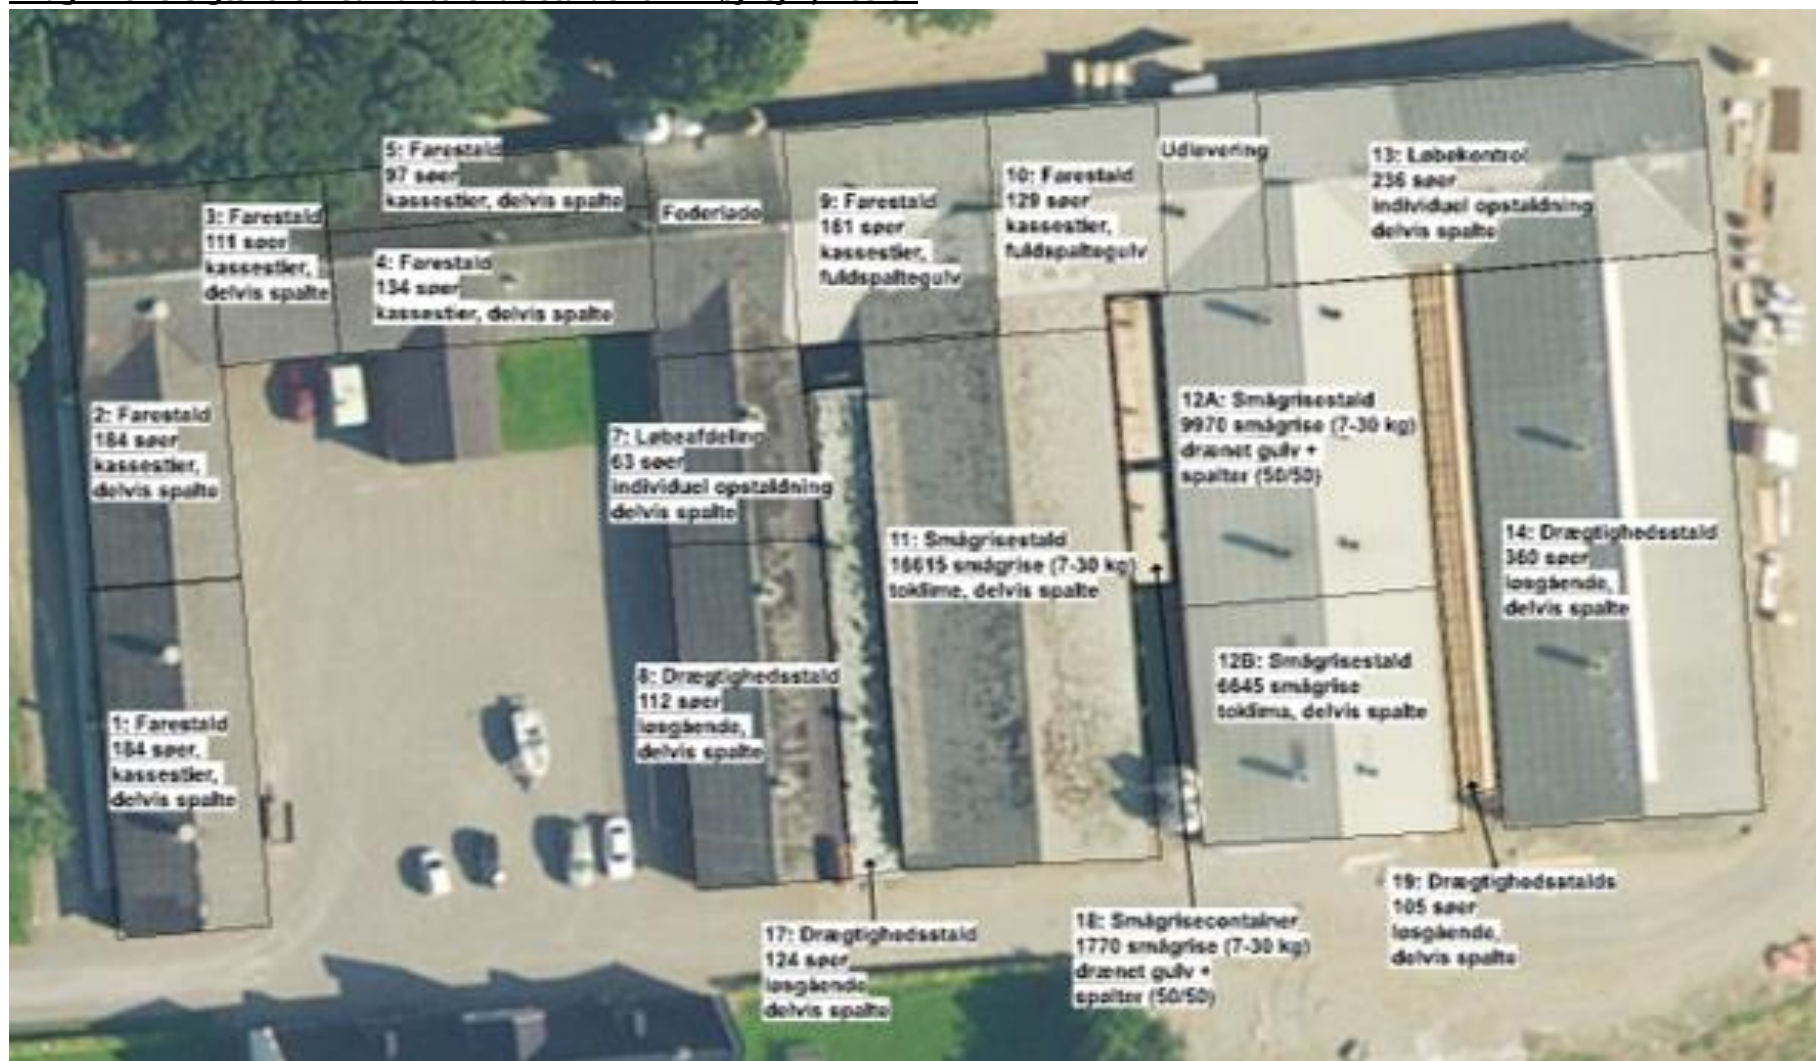 5: Farestald
97 søer
kassestier, delvis spalte
3: Farestald
111 søer
kassestier,
delvis spalte
4: Farestald
134 søer
kassestier, delvis spalte
Foderlade
9: Farestald
161 søer
kassestier,
fuldspaltegulv
10: Farestald
129 søer
kassestier,
fuldspaltegulv
Udlevering
13: Løbekontrol
236 søer
individuel opstaldning
delvis spalte
2: Farestald
184 søer
kassestier,
delvis spalte
7: Løbeafdeling
63 søer
individuel opstaldning
delvis spalte
12A: Smågrisestald
9970 smågrise (7-30 kg)
drænet gulv +
spalter (50/50)
11: Smågrisestald
16615 smågrise (7-30 kg)
toklima, delvis spalte
14: Drægtighedsstald
360 søer
løsgående,
delvis spalte
1: Farestald
184 søer,
kassestier,
delvis spalte
8: Drægtighedsstald
112 søer
løsgående,
delvis spalte
12B: Smågrisestald
6645 smågrise
toklima, delvis spalte
17: Drægtighedsstald
124 søer
løsgående
delvis spalte
18: Smågrisecontainer
1770 smågrise (7-30 kg)
drænet gulv +
spalter (50/50)
19: Drægtighedsstalds
105 søer
løsgående,
delvis spalte